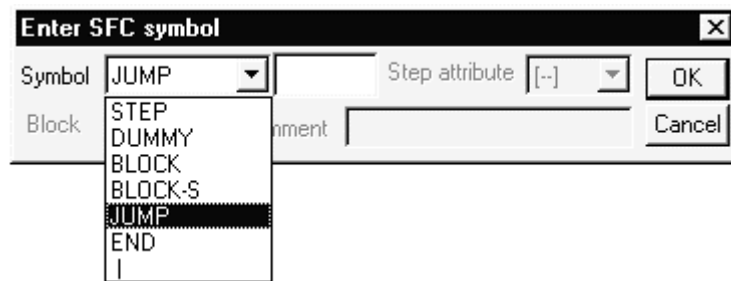 Enter SFC symbol
Symbol JUMP Step attribute [--] OK
Block mment Cancel
STEP
DUMMY
BLOCK
BLOCK-S
JUMP
END
|